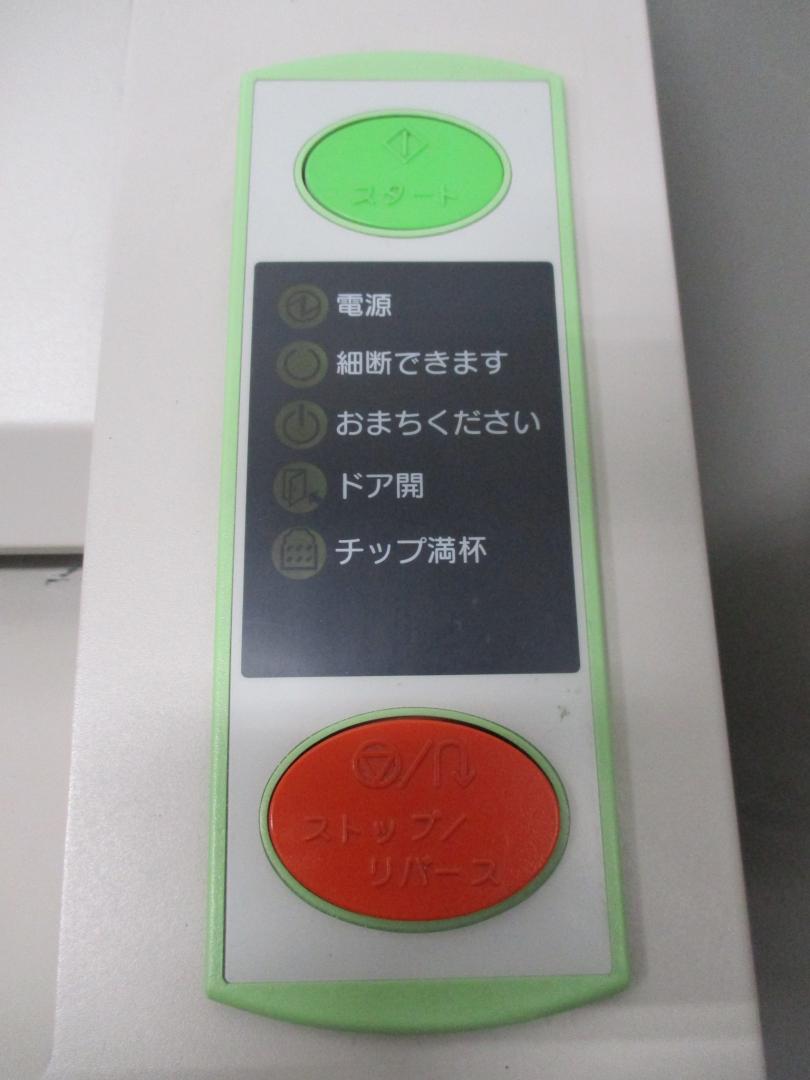 スタート
電源
細断できます
おまちください
ドア開
チップ満杯
ストップ/
リバース